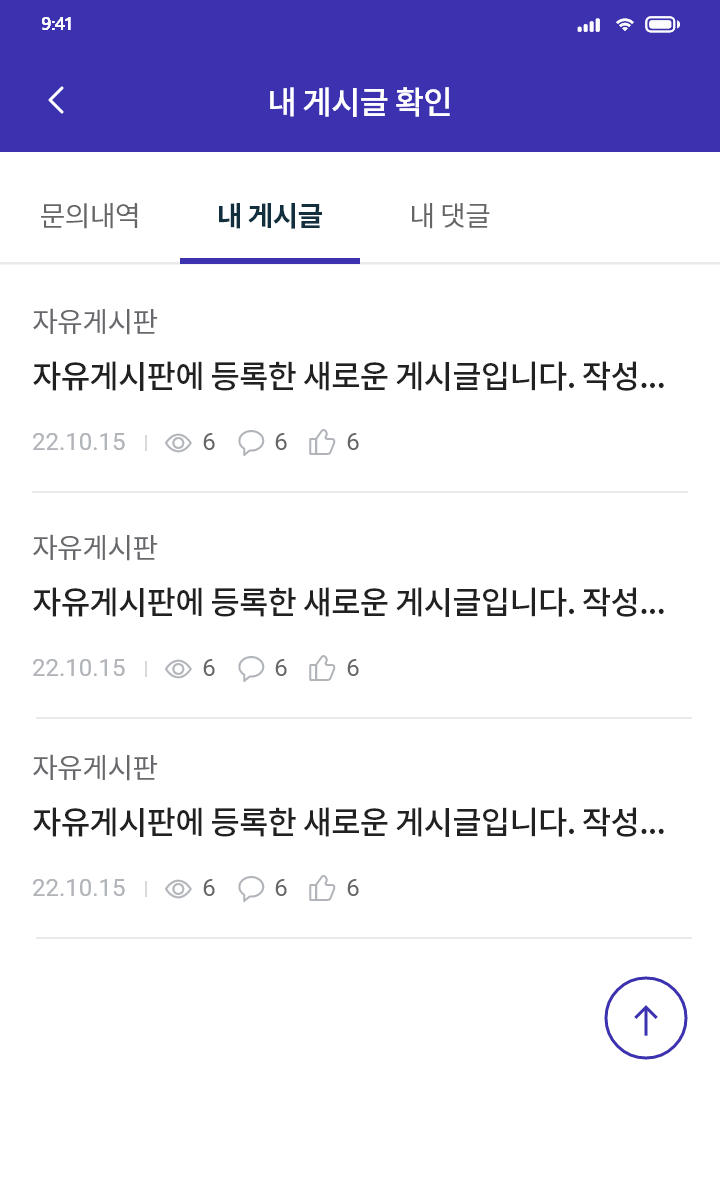 9:41
내 게시글 확인
문의내역 내 게시글 내 댓글
자유게시판
자유게시판에 등록한 새로운 게시글입니다. 작성...
22.10.15 6 6 6
자유게시판
자유게시판에 등록한 새로운 게시글입니다. 작성...
22.10.15 6 6 6
자유게시판
자유게시판에 등록한 새로운 게시글입니다. 작성...
22.10.15 6 6 6